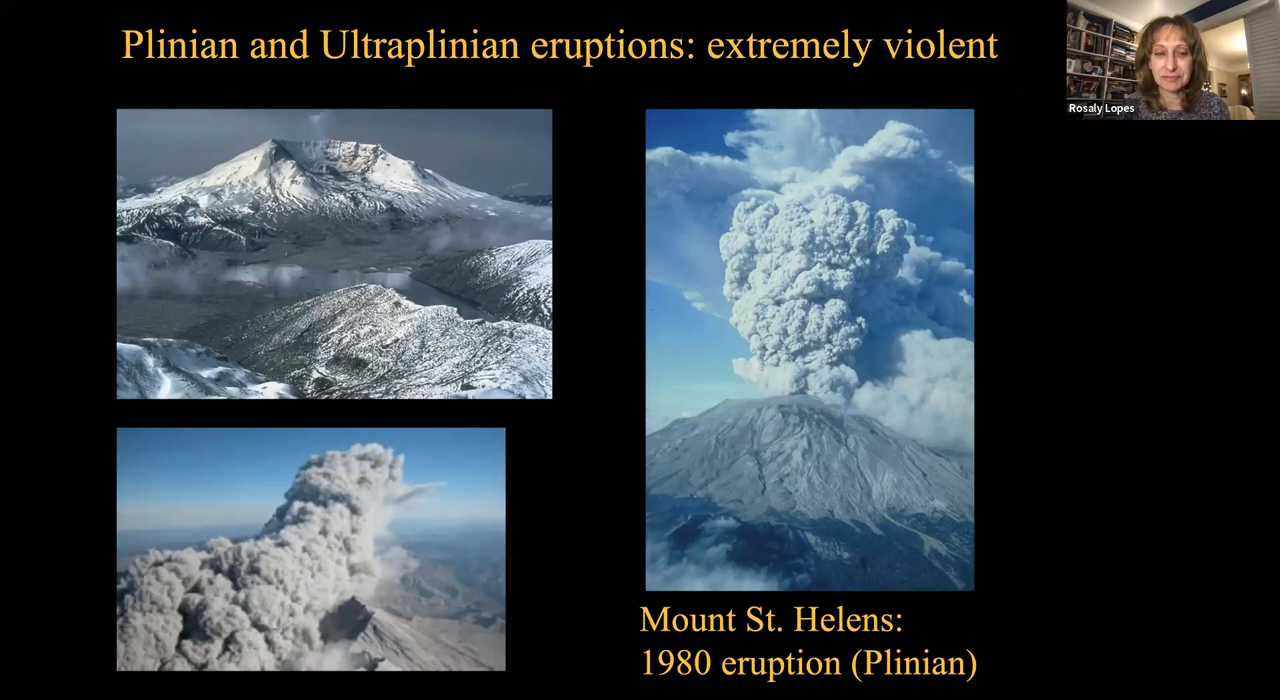 Plinian and Ultraplinian eruptions: extremely violent
Rosaly Lopes
Mount St. Helens:
1980 eruption (Plinian)